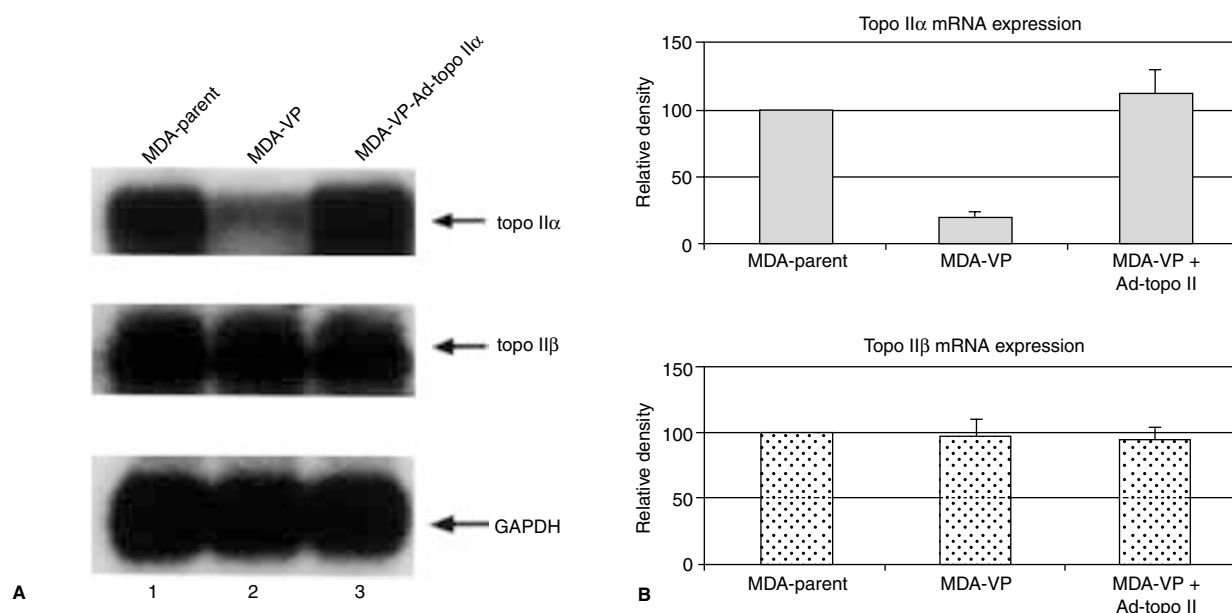 MDA-parent
MDA-VP
MDA-VP-Ad-topo IIα
topo IIα
topo IIβ
GAPDH
1 2 3
A
Topo IIα mRNA expression
Relative density
150
100
50
0
MDA-parent
MDA-VP
MDA-VP +
Ad-topo II
Topo IIβ mRNA expression
Relative density
150
100
50
0
MDA-parent
MDA-VP
MDA-VP +
Ad-topo II
B